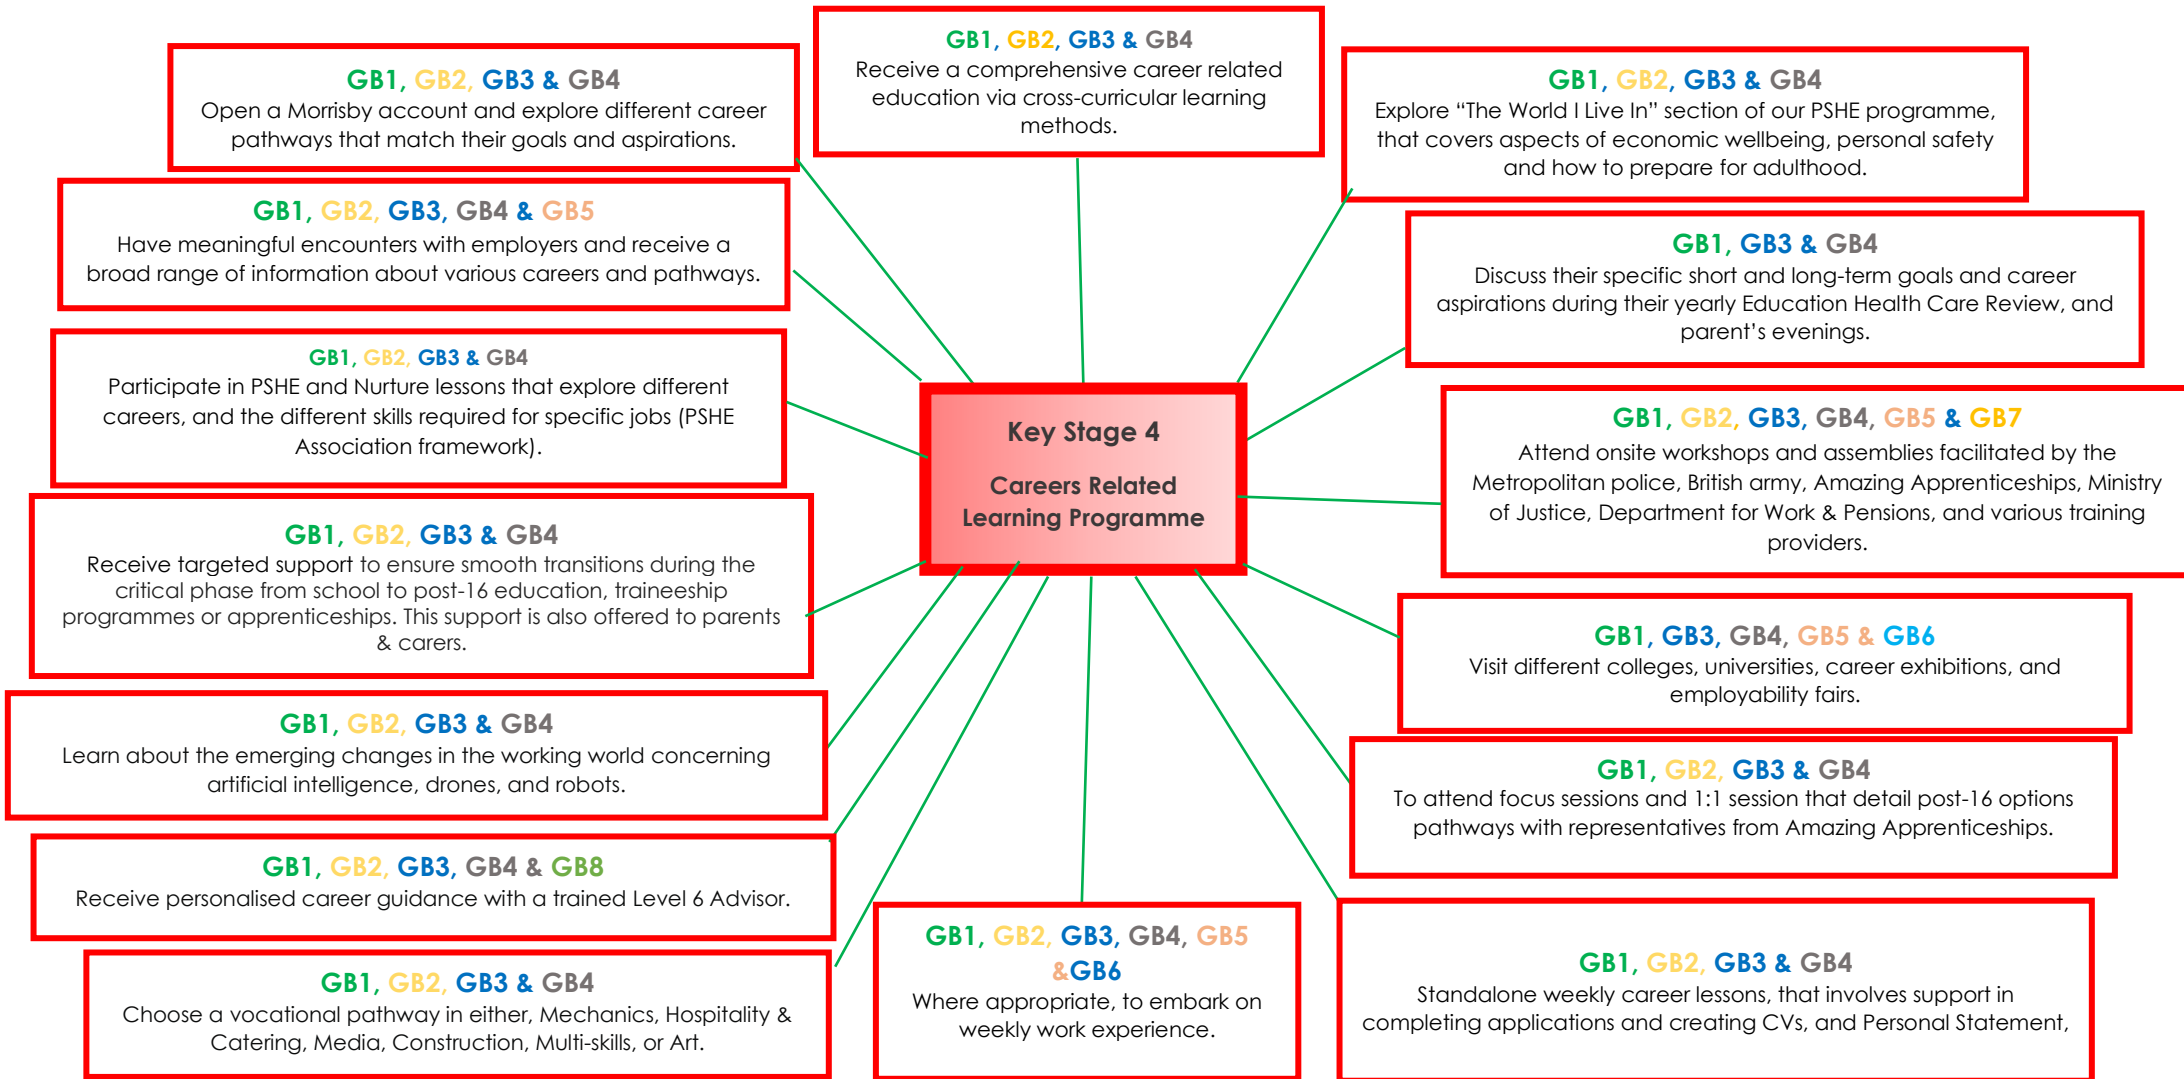 GB1, GB2, GB3 & GB4
Receive a comprehensive career related
education via cross-curricular learning
methods.
GB1, GB2, GB3 & GB4
Open a Morrisby account and explore different career
pathways that match their goals and aspirations.
GB1, GB2, GB3 & GB4
Explore “The World I Live In” section of our PSHE programme,
that covers aspects of economic wellbeing, personal safety
and how to prepare for adulthood.
GB1, GB2, GB3, GB4 & GB5
Have meaningful encounters with employers and receive a
broad range of information about various careers and pathways.
GB1, GB3 & GB4
Discuss their specific short and long-term goals and career
aspirations during their yearly Education Health Care Review, and
parent’s evenings.
GB1, GB2, GB3 & GB4
Participate in PSHE and Nurture lessons that explore different
careers, and the different skills required for specific jobs (PSHE
Association framework).
Key Stage 4
Careers Related
Learning Programme
GB1, GB2, GB3, GB4, GB5 & GB7
Attend onsite workshops and assemblies facilitated by the
Metropolitan police, British army, Amazing Apprenticeships, Ministry
of Justice, Department for Work & Pensions, and various training
providers.
GB1, GB2, GB3 & GB4
Receive targeted support to ensure smooth transitions during the
critical phase from school to post-16 education, traineeship
programmes or apprenticeships. This support is also offered to parents
& carers.
GB1, GB3, GB4, GB5 & GB6
Visit different colleges, universities, career exhibitions, and
employability fairs.
GB1, GB2, GB3 & GB4
Learn about the emerging changes in the working world concerning
artificial intelligence, drones, and robots.
GB1, GB2, GB3 & GB4
To attend focus sessions and 1:1 session that detail post-16 options
pathways with representatives from Amazing Apprenticeships.
GB1, GB2, GB3, GB4 & GB8
Receive personalised career guidance with a trained Level 6 Advisor.
GB1, GB2, GB3 & GB4
Choose a vocational pathway in either, Mechanics, Hospitality &
Catering, Media, Construction, Multi-skills, or Art.
GB1, GB2, GB3, GB4, GB5
&GB6
Where appropriate, to embark on
weekly work experience.
GB1, GB2, GB3 & GB4
Standalone weekly career lessons, that involves support in
completing applications and creating CVs, and Personal Statement,